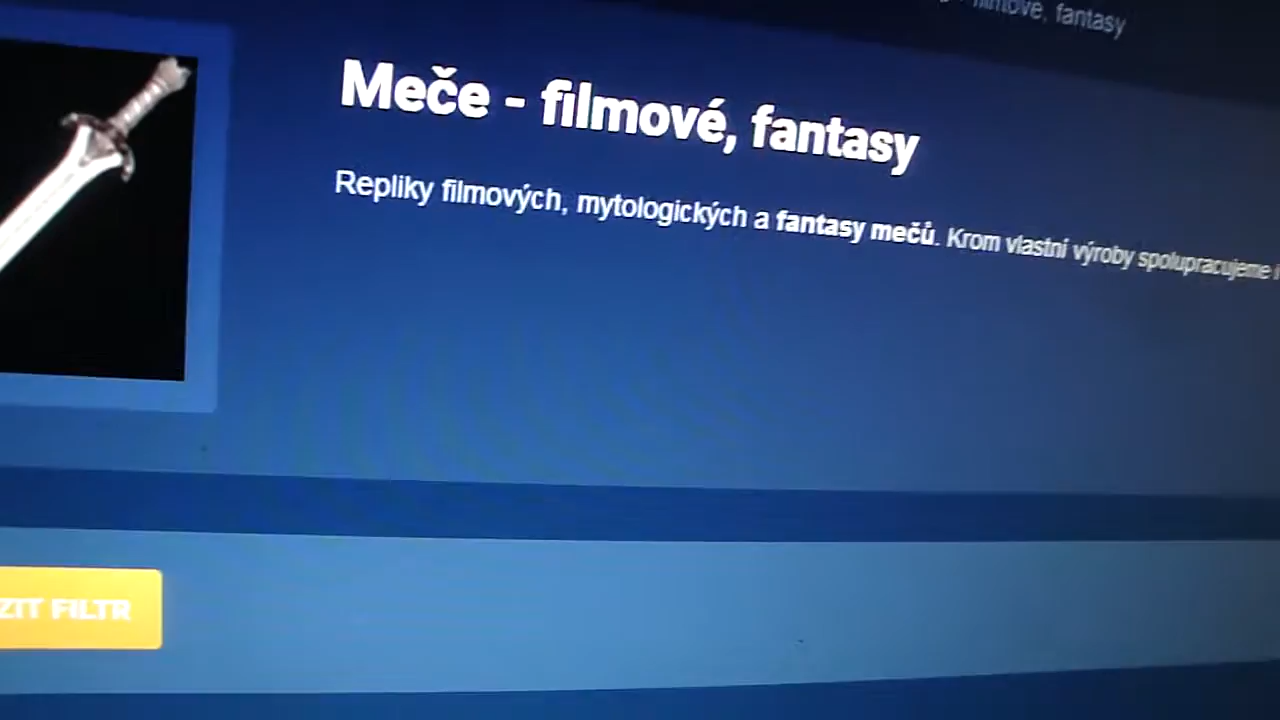 filmové, fantasy
Meče - filmové, fantasy
Repliky filmových, mytologických a fantasy mečů. Krom vlastní výroby spolupracujeme i
ZIT FILTR